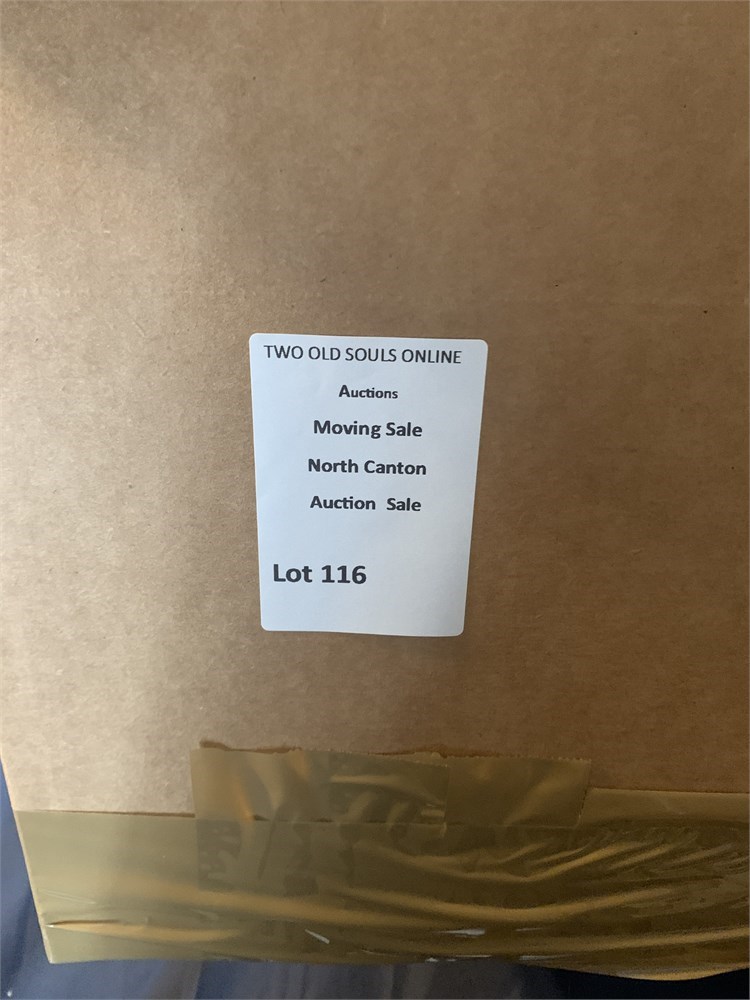 TWO OLD SOULS ONLINE
Auctions
Moving Sale
North Canton
Auction Sale
Lot 116